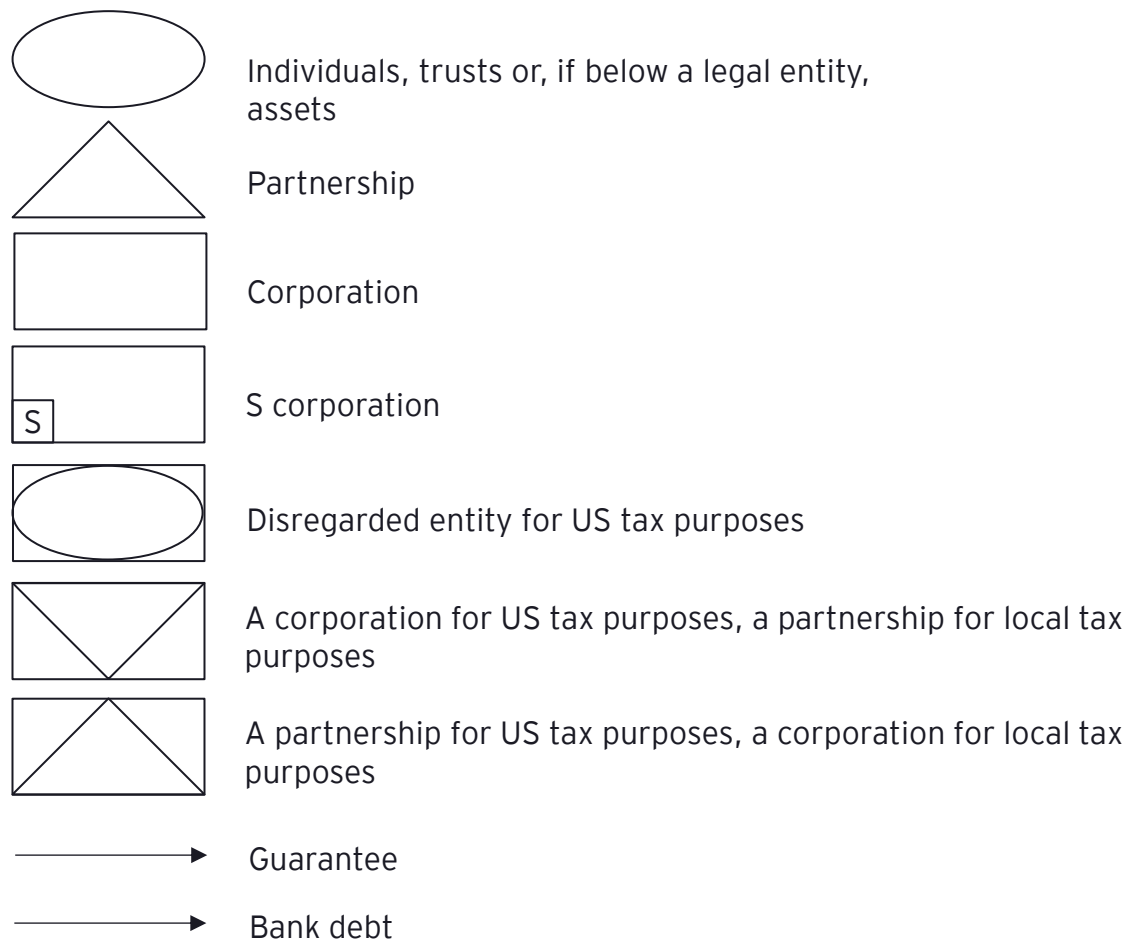 Individuals, trusts or, if below a legal entity,
assets
Partnership
Corporation
S
S corporation
Disregarded entity for US tax purposes
A corporation for US tax purposes, a partnership for local tax
purposes
A partnership for US tax purposes, a corporation for local tax
purposes
Guarantee
Bank debt